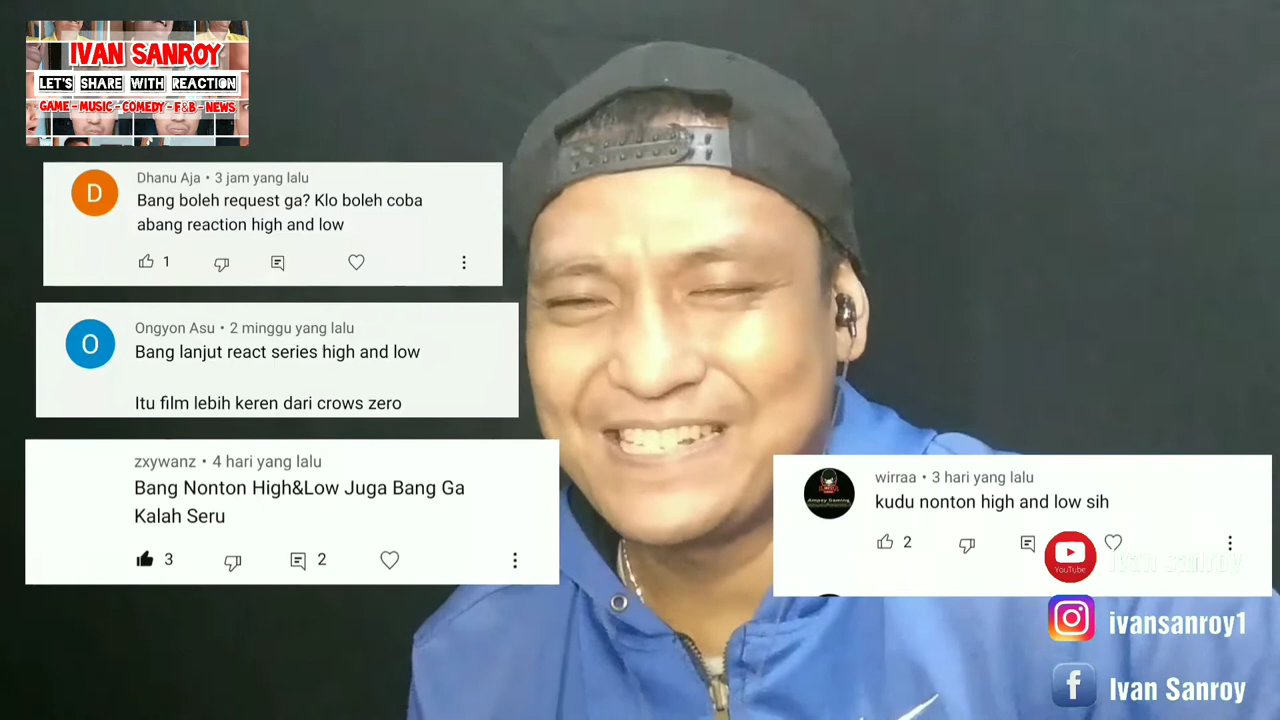 IVAN SANROY
LET'S SHARE WITH REACTION
GAME - MUSIC - COMEDY - F&B - NEWS
D
Dhanu Aja • 3 jam yang lalu
Bang boleh request ga? Klo boleh coba
abang reaction high and low
1
O
Ongyon Asu • 2 minggu yang lalu
Bang lanjut react series high and low
Itu film lebih keren dari crows zero
zxywanz • 4 hari yang lalu
Bang Nonton High&Low Juga Bang Ga
Kalah Seru
3
2
wirraa • 3 hari yang lalu
kudu nonton high and low sih
2
YouTube
Ivan sanroy
ivansanroy1
f
Ivan Sanroy